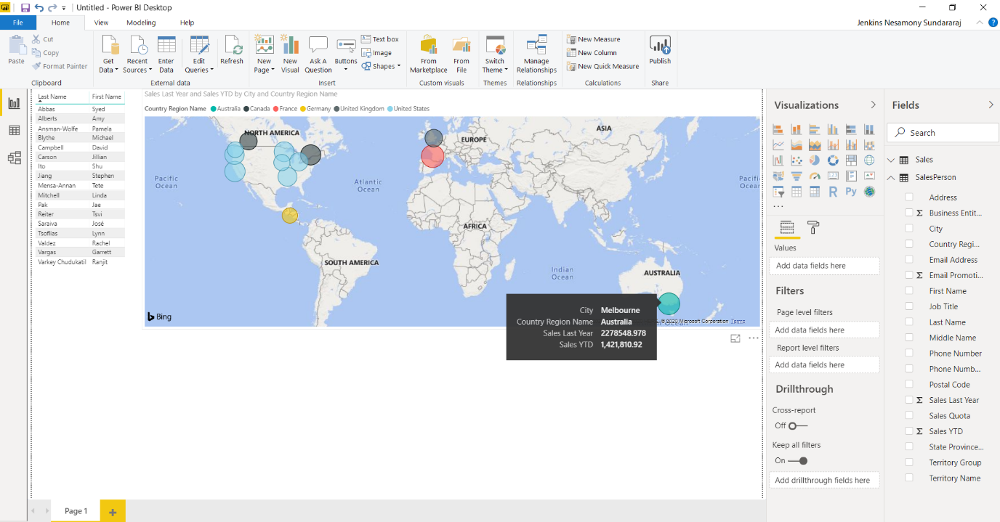 Untitled - Power BI Desktop
File Home View Modeling Help
Jenkins Nesamony Sundararaj
Paste
Cut
Copy
Format Painter
Clipboard
Get Data
Recent Sources
Enter Data
Edit Queries
Refresh
External data
New Page
New Visual
Ask A Question
Buttons
Text box
Image
Shapes
Insert
From Marketplace
From File
Custom visuals
Switch Theme
Themes
Manage Relationships
Relationships
New Measure
New Column
New Quick Measure
Calculations
Publish
Share
Last Name First Name
Abbas Syed
Alberts Amy
Ansman-Wolfe Pamela
Blythe Michael
Campbell David
Carson Jillian
Ito Shu
Jiang Stephen
Mensa-Annan Tete
Mitchell Linda
Pak Jae
Reiter Tsvi
Saraiva José
Tsoflias Lynn
Valdez Rachel
Vargas Garrett
Varkey Chudukatil Ranjit
Sales Last Year and Sales YTD by City and Country Region Name
Country Region Name Australia Canada France Germany United Kingdom United States
NORTH AMERICA
EUROPE
ASIA
Pacific Ocean
Atlantic Ocean
Pacifi
Ocean
AFRICA
SOUTH AMERICA
Indian Ocean
AUSTRALIA
Bing
© 2020 Microsoft Corporation Terms
City Melbourne
Country Region Name Australia
Sales Last Year 2278548.978
Sales YTD 1,421,810.92
Page 1
Visualizations
R Py
Values
Add data fields here
Filters
Page level filters
Add data fields here
Report level filters
Add data fields here
Drillthrough
Cross-report
Off
Keep all filters
On
Add drillthrough fields here
Fields
Search
Sales
SalesPerson
Address
Σ Business Entit...
City
Country Regi...
Email Address
Σ Email Promoti...
First Name
Job Title
Last Name
Middle Name
Phone Number
Phone Numb...
Postal Code
Σ Sales Last Year
Sales Quota
Σ Sales YTD
State Province...
Territory Group
Territory Name